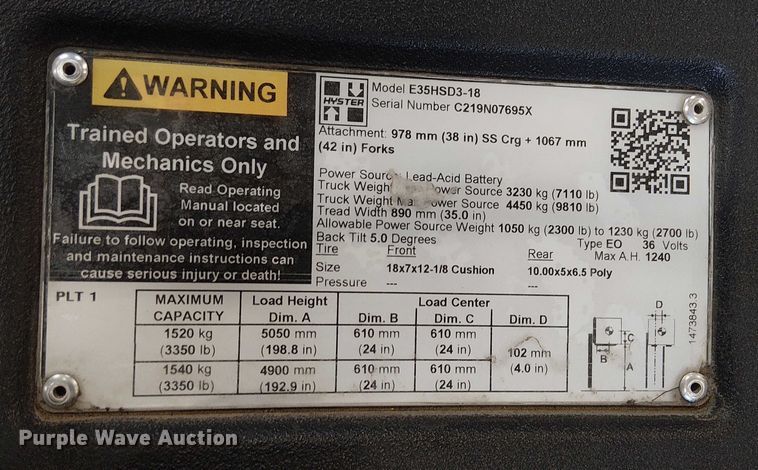 WARNING
Trained Operators and
Mechanics Only
Read Operating
Manual located
on or near seat.
Failure to follow operating, inspection
and maintenance instructions can
cause serious injury or death!
HYSTER
Model E35HSD3-18
Serial Number C219N07695X
Attachment: 978 mm (38 in) SS Crg + 1067 mm
(42 in) Forks
Power Source: Lead-Acid Battery
Truck Weight Power Source 3230 kg (7110 lb)
Truck Weight Max Power Source 4450 kg (9810 lb)
Tread Width 890 mm (35.0 in)
Allowable Power Source Weight 1050 kg (2300 lb) to 1230 kg (2700 lb)
Back Tilt 5.0 Degrees Type EO 36 Volts
Tire Front Rear Max A.H. 1240
Size 18x7x12-1/8 Cushion 10.00x5x6.5 Poly
Pressure --- ---
PLT 1
MAXIMUM CAPACITY Load Height Dim. A Load Center Dim. B Dim. C Dim. D
1520 kg 5050 mm 610 mm 610 mm
(3350 lb) (198.8 in) (24 in) (24 in)
102 mm
(4.0 in)
1540 kg 4900 mm 610 mm 610 mm
(3350 lb) (192.9 in) (24 in) (24 in)
D
C
B
A
1473843.3
Purple Wave Auction